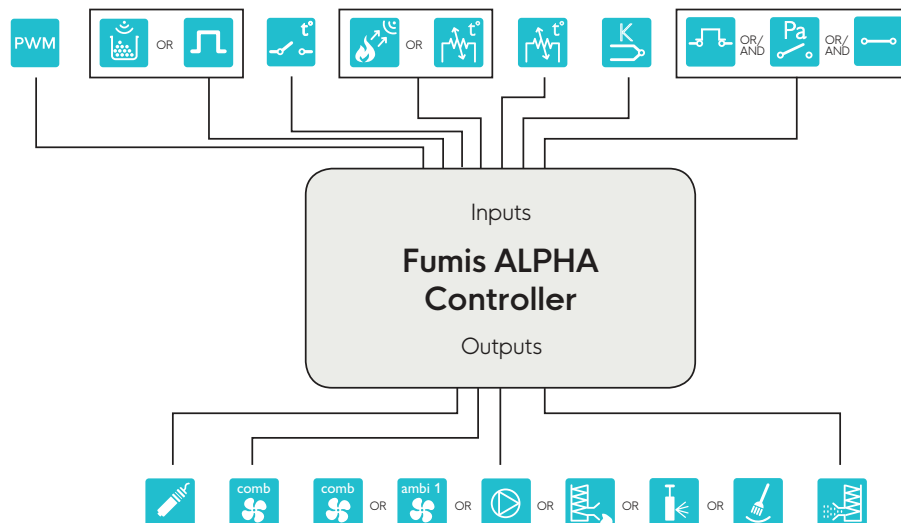 PWM
OR
t°
OR
t°
t°
K
OR/
AND
Pa
OR/
AND
Inputs
Fumis ALPHA
Controller
Outputs
comb
comb
OR
ambi 1
OR
OR
OR
OR